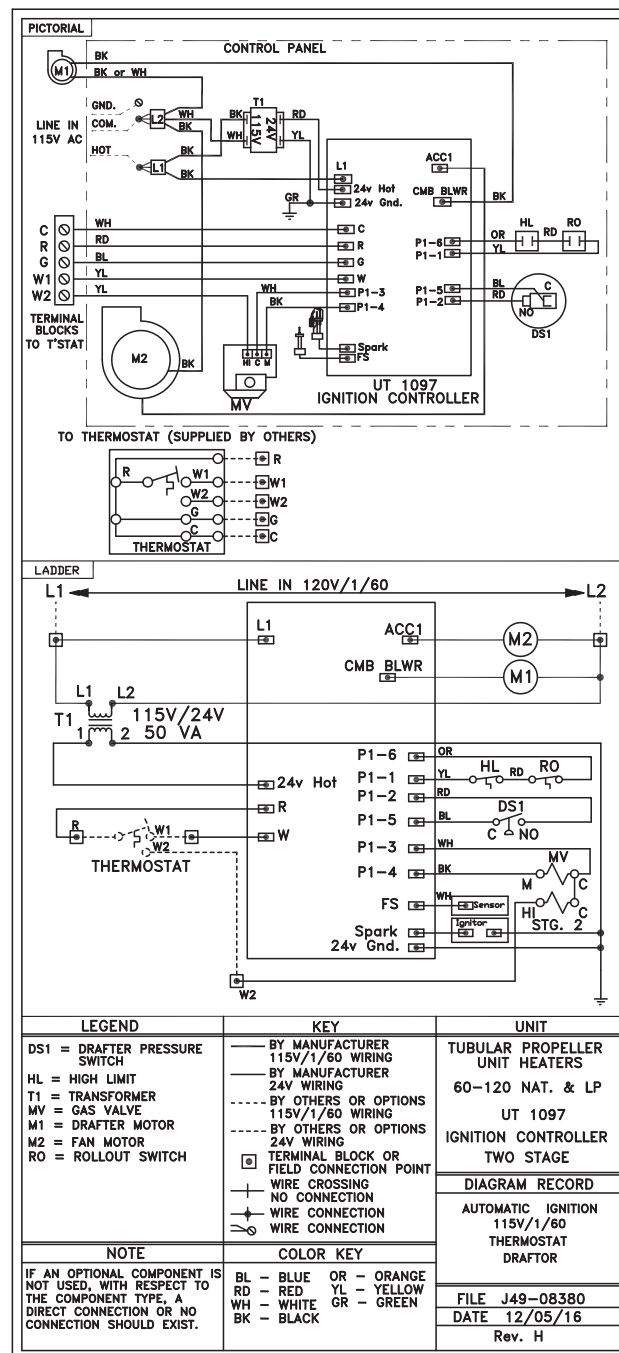 PICTORIAL
CONTROL PANEL
BK
M1
BK or WH
GND.
COM.
LINE IN
115V AC
HOT
L2
WH
BK
L1
BK
BK
T1
BK
WH
115V
24V
RD
YL
GR
L1
24v Hot
24v Gnd.
ACC1
CMB BLWR
BK
C
R
G
W1
W2
TERMINAL
BLOCKS
TO T'STAT
WH
RD
BL
YL
YL
C
R
G
W
P1-3
P1-4
WH
BK
P1-6
P1-1
P1-5
P1-2
OR
YL
HL
RD
RO
BL
RD
C
NO
DS1
M2
BK
HI C M
MV
Spark
FS
UT 1097
IGNITION CONTROLLER
TO THERMOSTAT (SUPPLIED BY OTHERS)
R
W1
W2
G
C
R
W1
W2
G
C
THERMOSTAT
LADDER
L1
LINE IN 120V/1/60
L2
L1
ACC1
M2
CMB BLWR
M1
L1 L2
T1
115V/24V
1 2 50 VA
24v Hot
R
W
R
W1
W2
THERMOSTAT
P1-6 OR
P1-1 YL HL RD RO
P1-2 RD
DS1
P1-5 BL
C NO
P1-3 WH
MV
P1-4 BK
M C
FS WH Sensor
HI C
STG. 2
Ignitor
Spark
24v Gnd.
W2
LEGEND
DS1 = DRAFTER PRESSURE
SWITCH
HL = HIGH LIMIT
T1 = TRANSFORMER
MV = GAS VALVE
M1 = DRAFTER MOTOR
M2 = FAN MOTOR
RO = ROLLOUT SWITCH
KEY
BY MANUFACTURER
115V/1/60 WIRING
BY MANUFACTURER
24V WIRING
BY OTHERS OR OPTIONS
115V/1/60 WIRING
BY OTHERS OR OPTIONS
24V WIRING
TERMINAL BLOCK OR
FIELD CONNECTION POINT
WIRE CROSSING
NO CONNECTION
WIRE CONNECTION
WIRE CONNECTION
UNIT
TUBULAR PROPELLER
UNIT HEATERS
60-120 NAT. & LP
UT 1097
IGNITION CONTROLLER
TWO STAGE
DIAGRAM RECORD
AUTOMATIC IGNITION
115V/1/60
THERMOSTAT
DRAFTOR
NOTE
IF AN OPTIONAL COMPONENT IS
NOT USED, WITH RESPECT TO
THE COMPONENT TYPE, A
DIRECT CONNECTION OR NO
CONNECTION SHOULD EXIST.
COLOR KEY
BL - BLUE OR - ORANGE
RD - RED YL - YELLOW
WH - WHITE GR - GREEN
BK - BLACK
FILE J49-08380
DATE 12/05/16
Rev. H